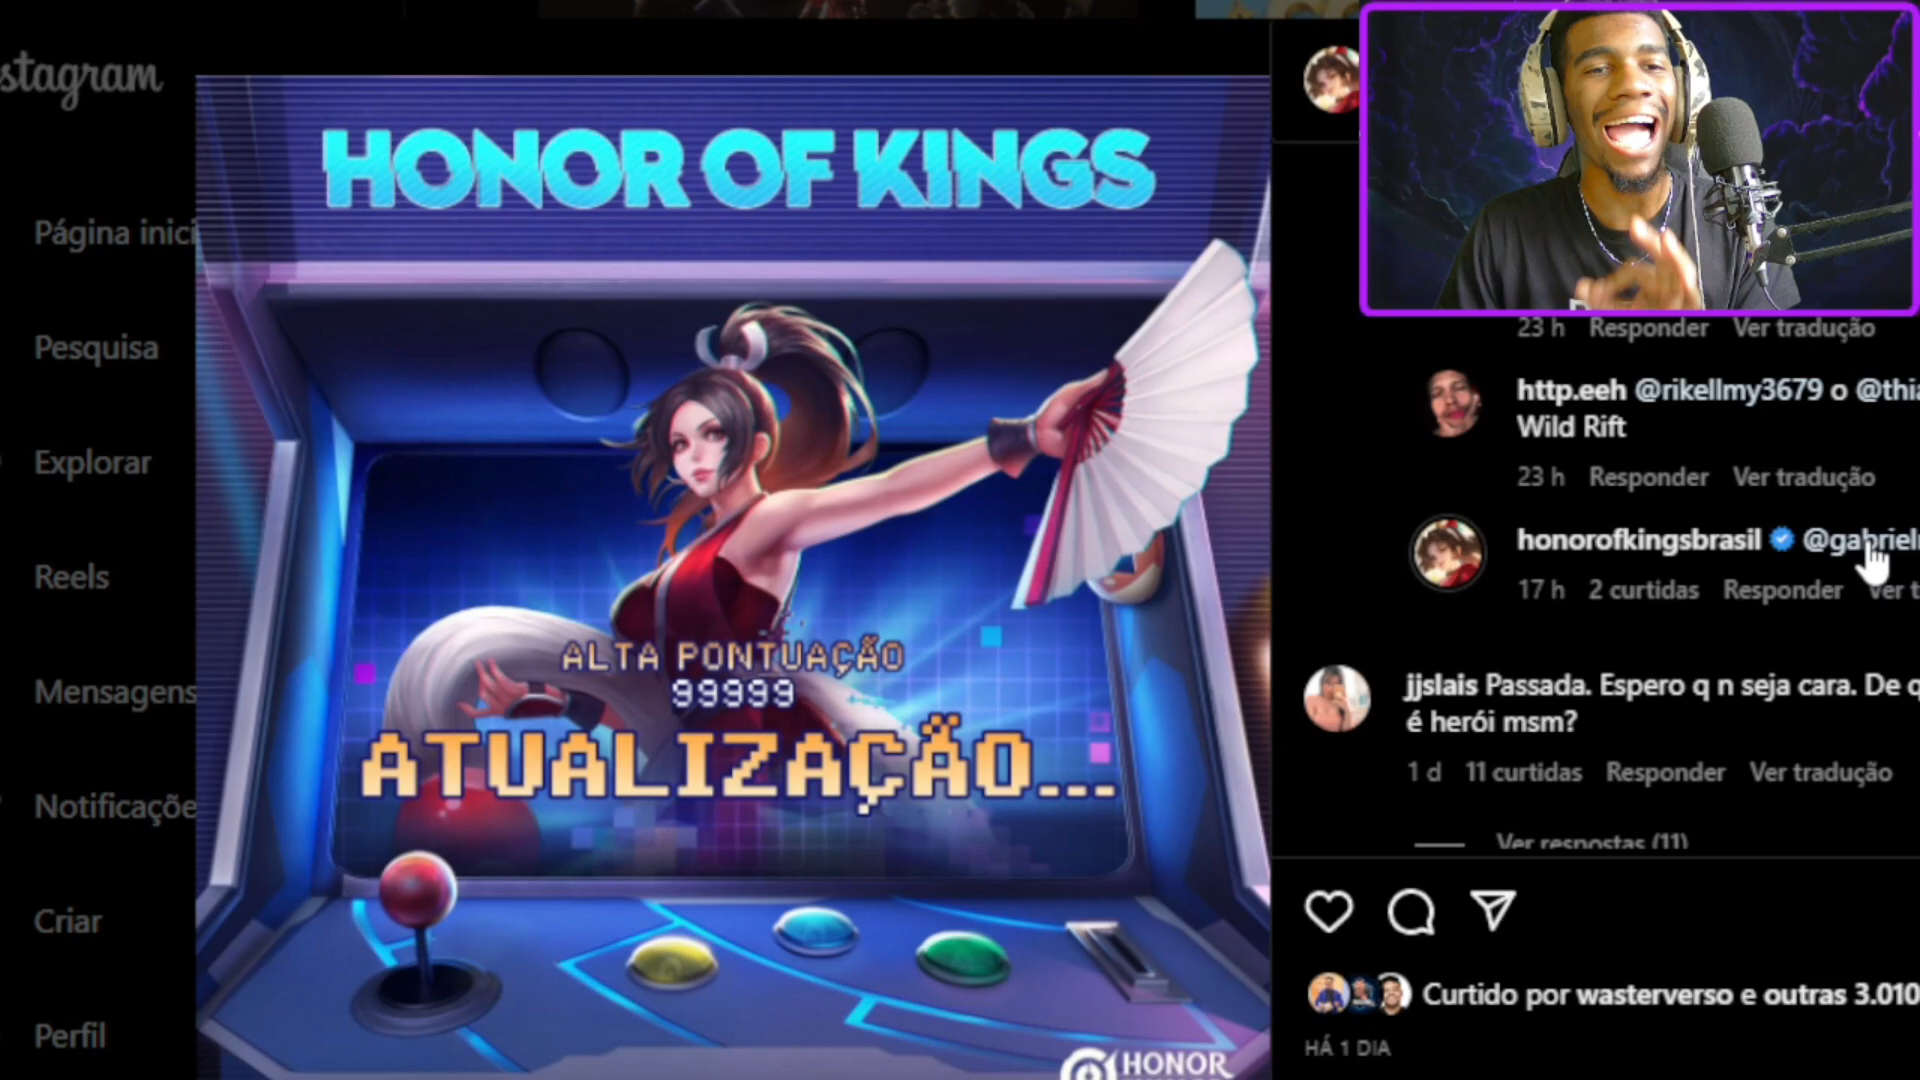 stagram
Página inici
Pesquisa
Explorar
Reels
Mensagens
Notificaçõe
Criar
Perfil
HONOR OF KINGS
ALTA PONTUAÇÃO
99999
ATUALIZAÇÃO...
HONOR
23 h Responder Ver tradução
http.eeh @rikellmy3679 o @thia
Wild Rift
23 h Responder Ver tradução
honorofkingsbrasil @gabrieln
17 h 2 curtidas Responder Ver t
jjslais Passada. Espero q n seja cara. De q
é herói msm?
1 d 11 curtidas Responder Ver tradução
Ver respostas (11)
Curtido por wasterverso e outras 3.010
HÁ 1 DIA